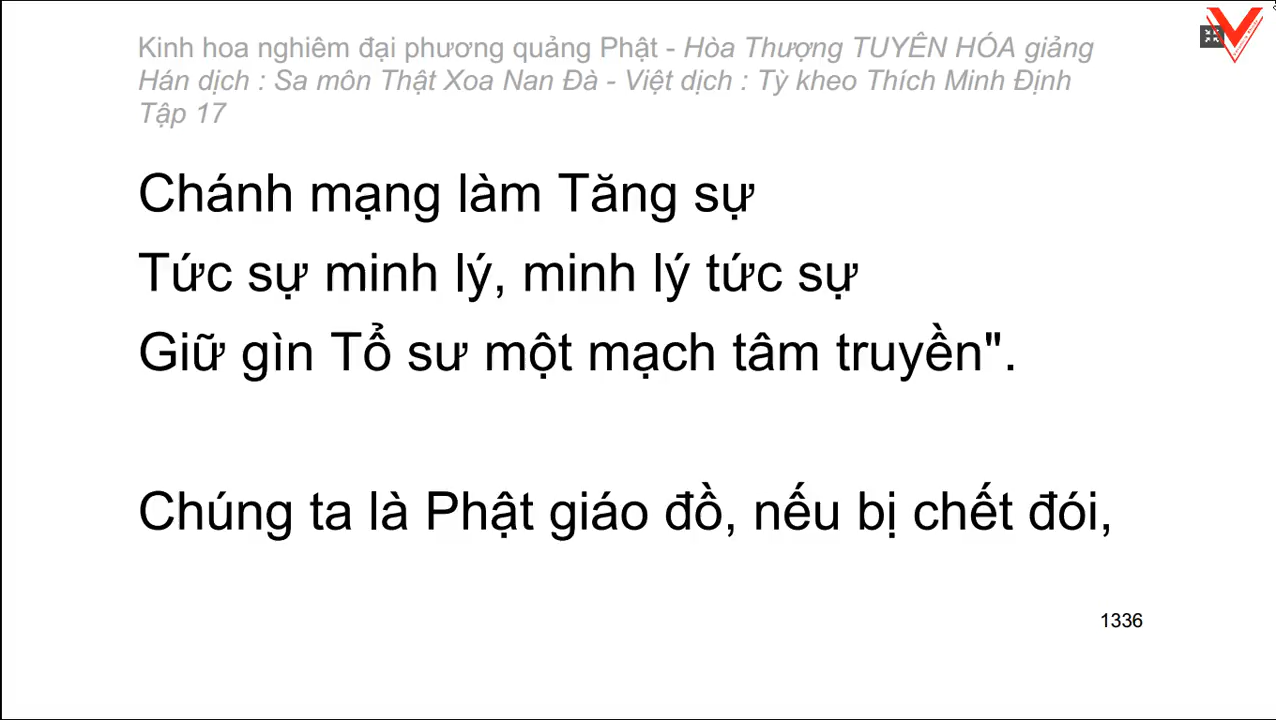 Kinh hoa nghiêm đại phương quảng Phật - Hòa Thượng TUYÊN HÓA giảng
Hán dịch : Sa môn Thật Xoa Nan Đà - Việt dịch : Tỳ kheo Thích Minh Định
Tập 17
Chánh mạng làm Tăng sự
Tức sự minh lý, minh lý tức sự
Giữ gìn Tổ sư một mạch tâm truyền".
Chúng ta là Phật giáo đồ, nếu bị chết đói,
1336